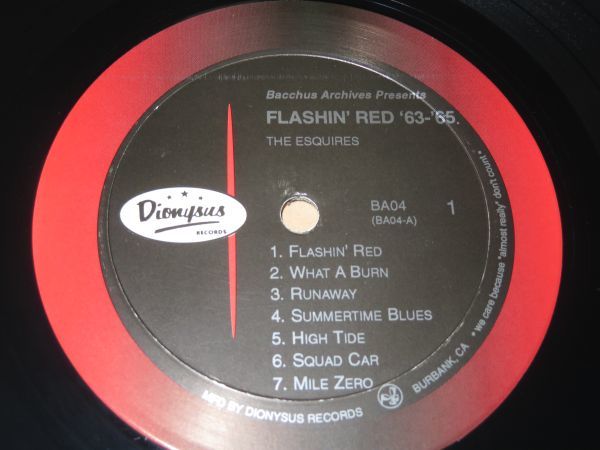 Bacchus Archives Presents
FLASHIN' RED '63-'65.
THE ESQUIRES
Dionysus
RECORDS
BA04
(BA04-A)
1
1. FLASHIN' RED
2. WHAT A BURN
3. RUNAWAY
4. SUMMERTIME BLUES
5. HIGH TIDE
6. SQUAD CAR
7. MILE ZERO
MFD BY DIONYSUS RECORDS
BURBANK, CA
• we care because "almost really" don't count •